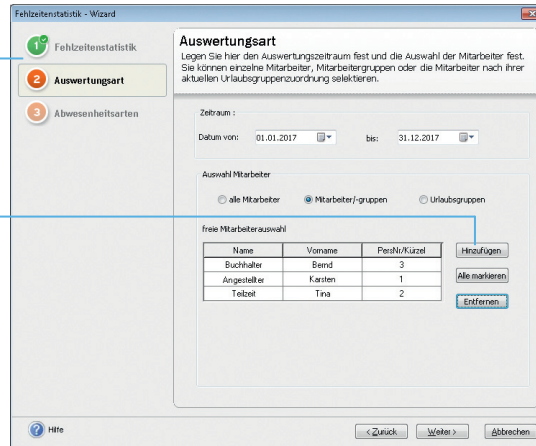 Fehlzeitenstatistik - Wizard
1 Fehlzeitenstatistik
2 Auswertungsart
3 Abwesenheitsarten
Auswertungsart
Legen Sie hier den Auswertungszeitraum fest und die Auswahl der Mitarbeiter fest.
Sie können einzelne Mitarbeiter, Mitarbeitergruppen oder die Mitarbeiter nach ihrer
aktuellen Urlaubsgruppenzuordnung selektieren.
Zeitraum :
Datum von: 01.01.2017 bis: 31.12.2017
Auswahl Mitarbeiter
alle Mitarbeiter Mitarbeiter/-gruppen Urlaubsgruppen
freie Mitarbeiterauswahl
Name Vorname PersNr/Kürzel
Buchhalter Bernd 3
Angestellter Karsten 1
Teilzeit Tina 2
Hinzufügen
Alle markieren
Entfernen
? Hilfe
< Zurück Weiter > Abbrechen